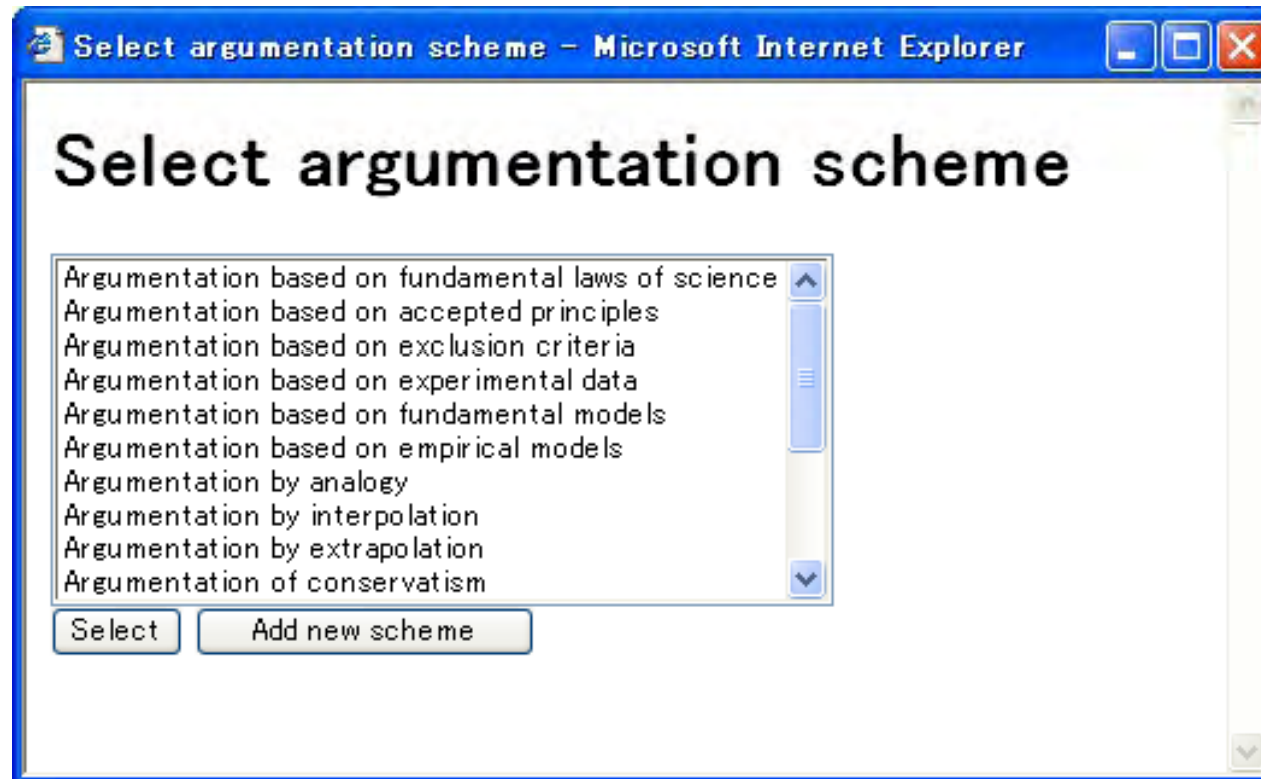 Select argumentation scheme - Microsoft Internet Explorer
Select argumentation scheme
Argumentation based on fundamental laws of science
Argumentation based on accepted principles
Argumentation based on exclusion criteria
Argumentation based on experimental data
Argumentation based on fundamental models
Argumentation based on empirical models
Argumentation by analogy
Argumentation by interpolation
Argumentation by extrapolation
Argumentation of conservatism
Select Add new scheme